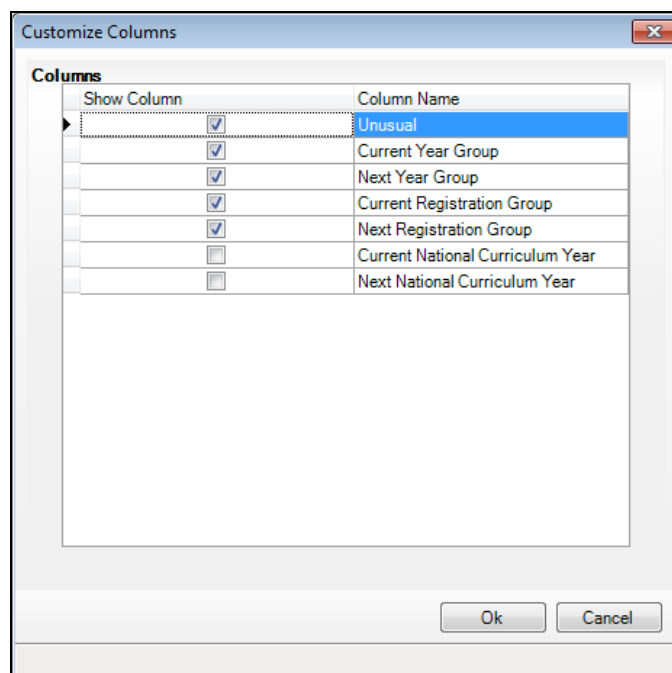 Customize Columns
Columns
Show Column Column Name
Unusual
Current Year Group
Next Year Group
Current Registration Group
Next Registration Group
Current National Curriculum Year
Next National Curriculum Year
Ok Cancel